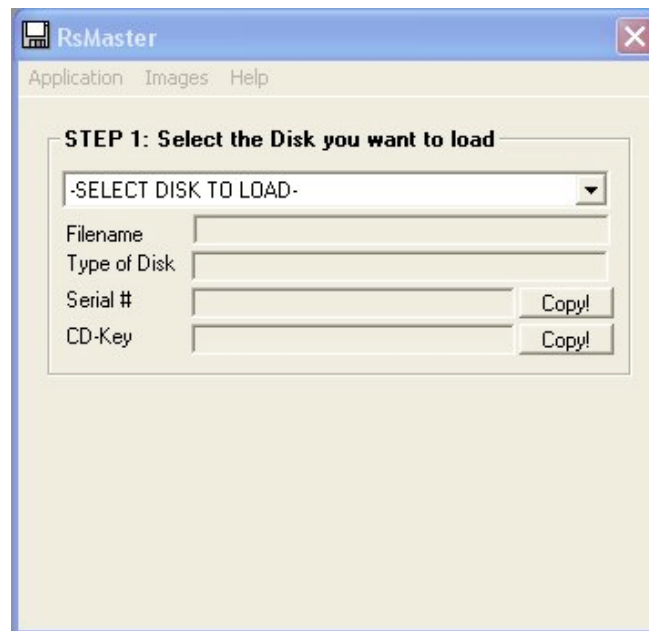 RsMaster
Application Images Help
STEP 1: Select the Disk you want to load
-SELECT DISK TO LOAD-
Filename
Type of Disk
Serial # Copy!
CD-Key Copy!